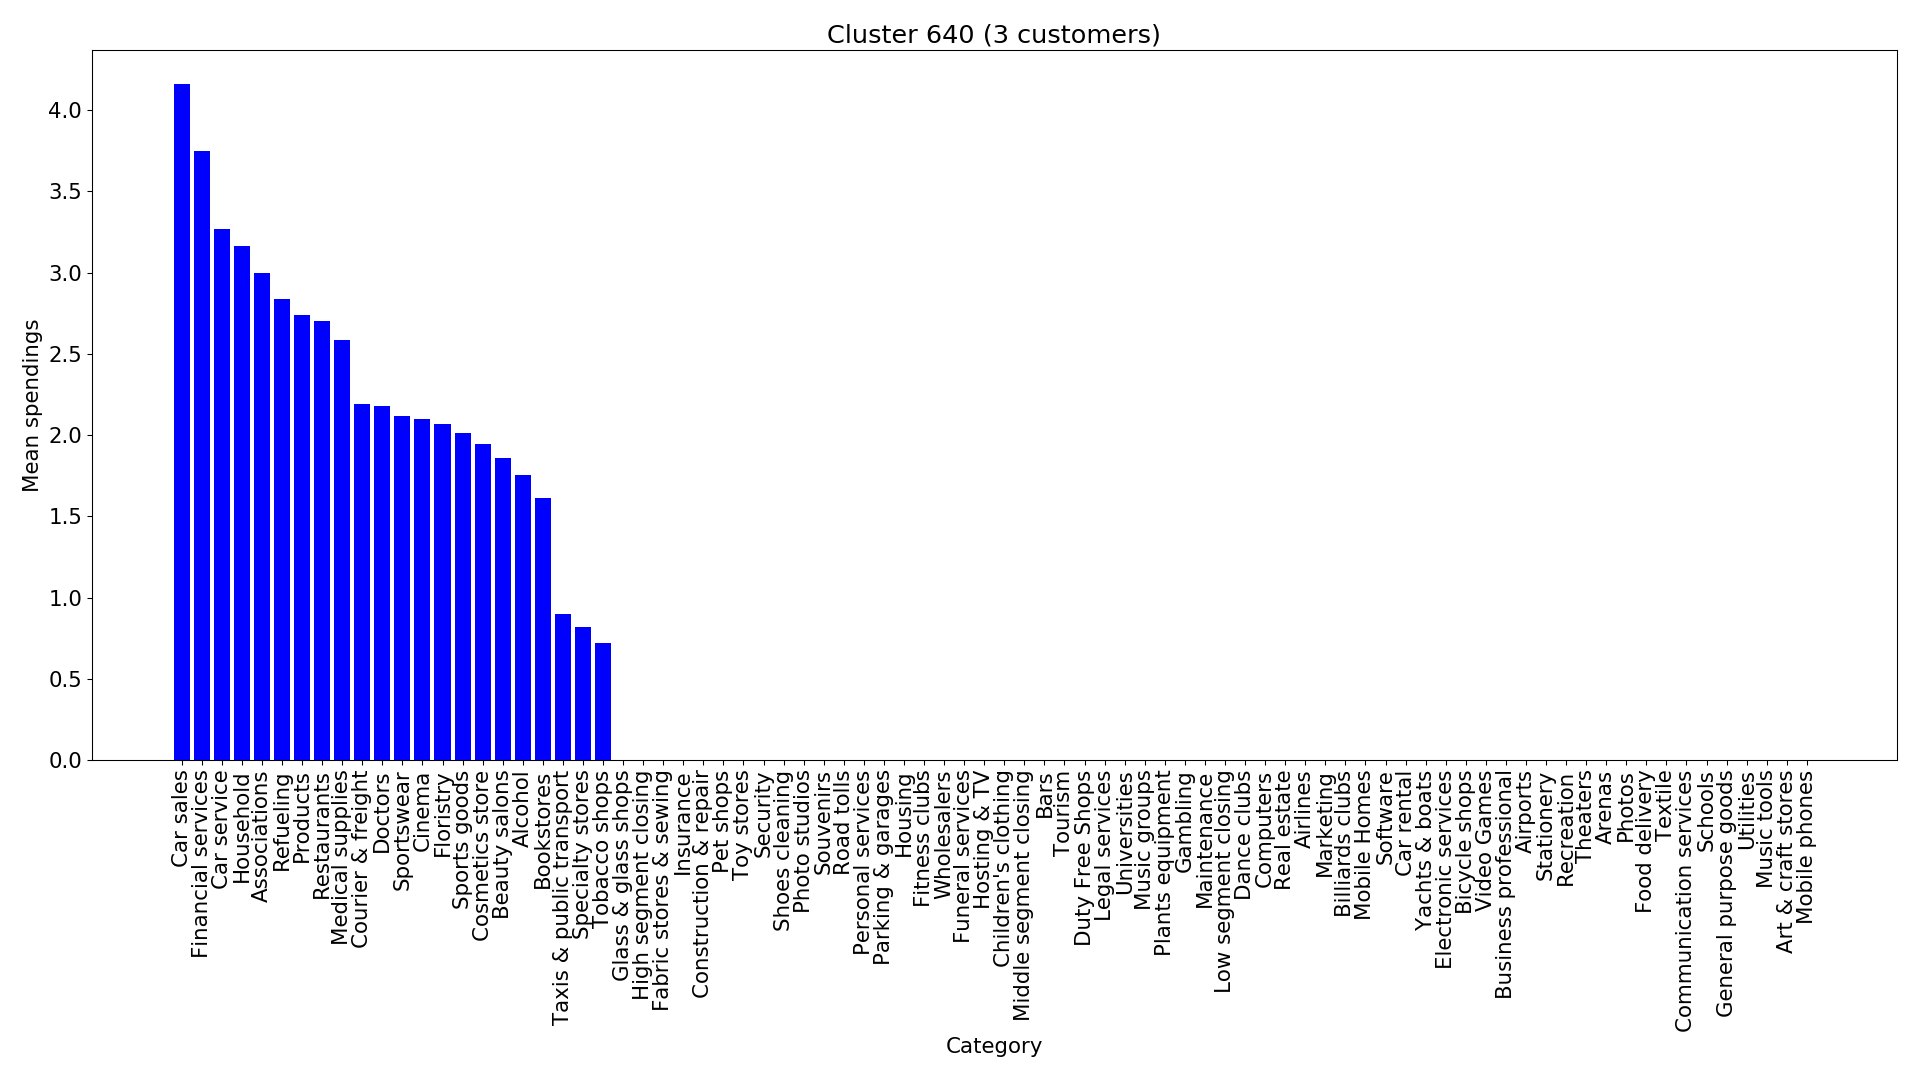 Cluster 640 (3 customers)
Mean spendings
4.0
3.5
3.0
2.5
2.0
1.5
1.0
0.5
0.0
Car sales
Financial services
Car service
Household
Associations
Refueling
Products
Restaurants
Medical supplies
Courier & freight
Doctors
Sportswear
Cinema
Floristry
Sports goods
Cosmetics store
Beauty salons
Alcohol
Bookstores
Taxis & public transport
Specialty stores
Tobacco shops
Glass & glass shops
High segment closing
Fabric stores & sewing
Insurance
Construction & repair
Pet shops
Toy stores
Security
Shoes cleaning
Photo studios
Souvenirs
Road tolls
Personal services
Parking & garages
Housing
Fitness clubs
Wholesalers
Funeral services
Hosting & TV
Children's clothing
Middle segment closing
Bars
Tourism
Duty Free Shops
Legal services
Universities
Music groups
Plants equipment
Gambling
Maintenance
Low segment closing
Dance clubs
Computers
Real estate
Airlines
Marketing
Billiards clubs
Mobile Homes
Software
Car rental
Yachts & boats
Electronic services
Bicycle shops
Video Games
Business professional
Airports
Stationery
Recreation
Theaters
Arenas
Photos
Food delivery
Textile
Communication services
Schools
General purpose goods
Utilities
Music tools
Art & craft stores
Mobile phones
Category